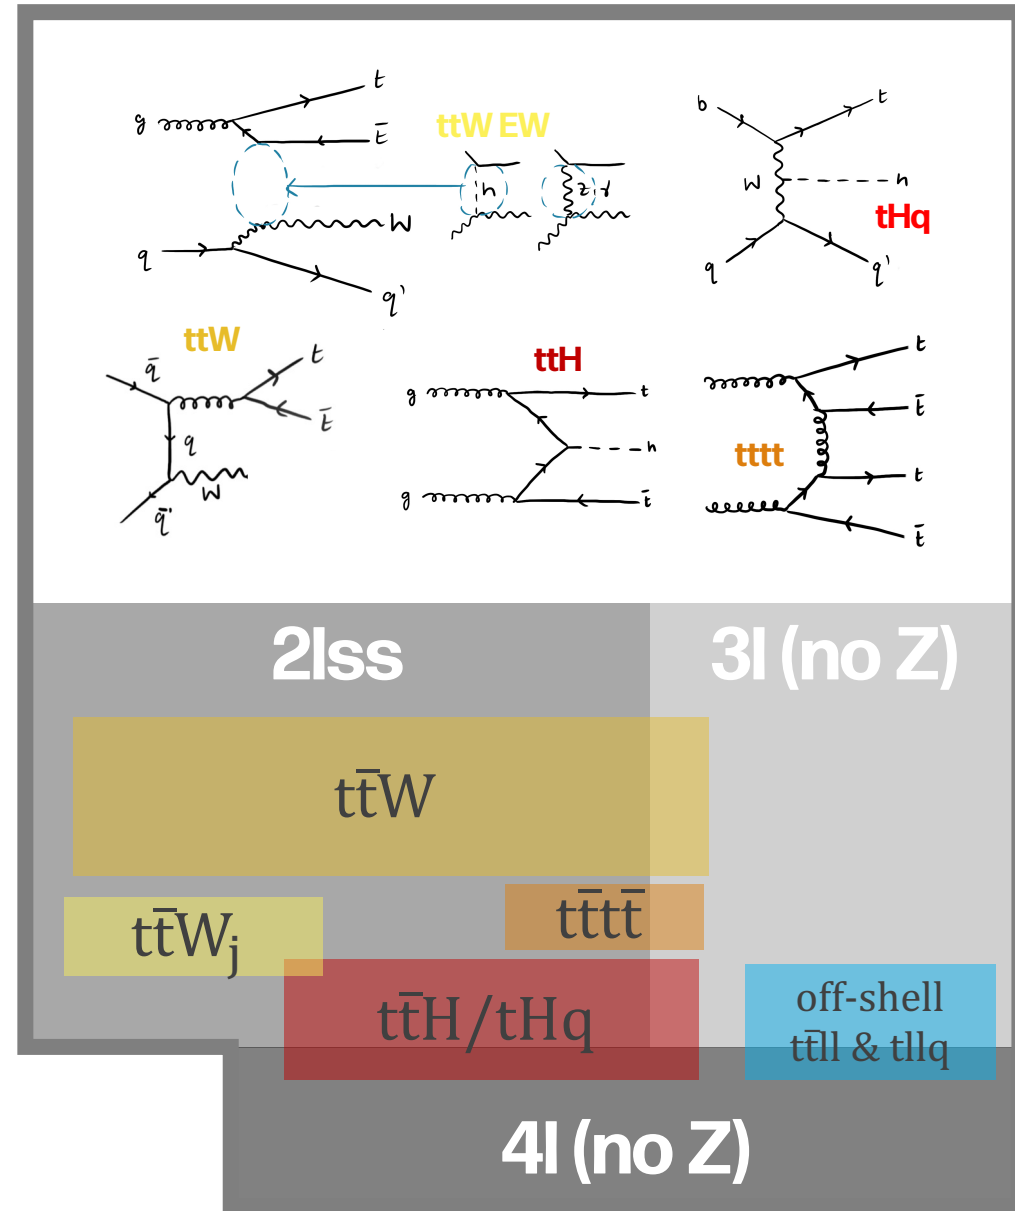 t
g
t̄
ttW EW
h
z·γ
W
q
q'
b
t
W
h
tHq
q
q'
ttW
q̄
t
t̄
q
W
q̄'
ttH
g
t
h
g
t̄
t
t̄
tttt
t
t̄
2lss
3l (no Z)
tt̄W
tt̄tt̄
tt̄Wj
tt̄H/tHq
off-shell
tt̄ll & tllq
4l (no Z)